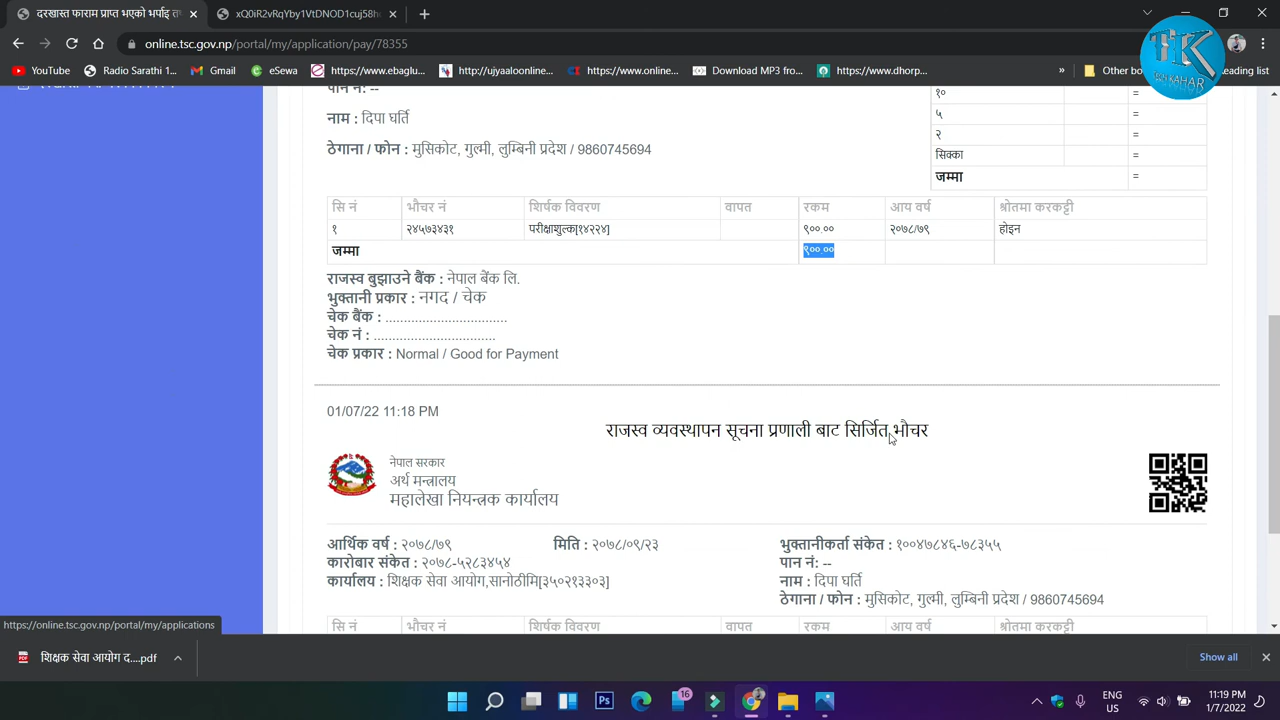 दरखास्त फाराम प्राप्त भएको भर्पाइ त
xQ0iR2vRqYby1VtDNOD1cuj58h
online.tsc.gov.np/portal/my/application/pay/78355
YouTube
Radio Sarathi 1...
Gmail
eSewa
https://www.ebaglu...
http://ujyaaloonline...
https://www.online...
Download MP3 from...
https://www.dhorp...
»
Other bo
eading list
TK
पान नं: --
नाम : दिपा घर्ति
ठेगाना / फोन : मुसिकोट, गुल्मी, लुम्बिनी प्रदेश / 9860745694
१० =
५ =
२ =
सिक्का =
जम्मा =
सि नं भौचर नं शिर्षक विवरण वापत रकम आय वर्ष श्रोतमा करकट्टी
१ २४५७३४३१ परीक्षाशुल्क[१४२२४] ९००.०० २०७८/७९ होइन
जम्मा ९००.००
राजस्व बुझाउने बैंक : नेपाल बेंक लि.
भुक्तानी प्रकार : नगद / चेक
चेक बैंक : .................................
चेक नं : .................................
चेक प्रकार : Normal / Good for Payment
01/07/22 11:18 PM
राजस्व व्यवस्थापन सूचना प्रणाली बाट सिर्जित भौचर
नेपाल सरकार
अर्थ मन्त्रालय
महालेखा नियन्त्रक कार्यालय
आर्थिक वर्ष : २०७८/७९ मिति : २०७८/०९/२३ भुक्तानीकर्ता संकेत : १००४७८४६-७८३५५
कारोबार संकेत : २०७८-५२८३४५४ पान नं: --
कार्यालय : शिक्षक सेवा आयोग,सानोठीमि[३५०२१३३०३] नाम : दिपा घर्ति
ठेगाना / फोन : मुसिकोट, गुल्मी, लुम्बिनी प्रदेश / 9860745694
सि नं भौचर नं शिर्षक विवरण वापत रकम आय वर्ष श्रोतमा करकट्टी
https://online.tsc.gov.np/portal/my/applications
शिक्षक सेवा आयोग द....pdf
Show all
16
ENG
US
11:19 PM
1/7/2022